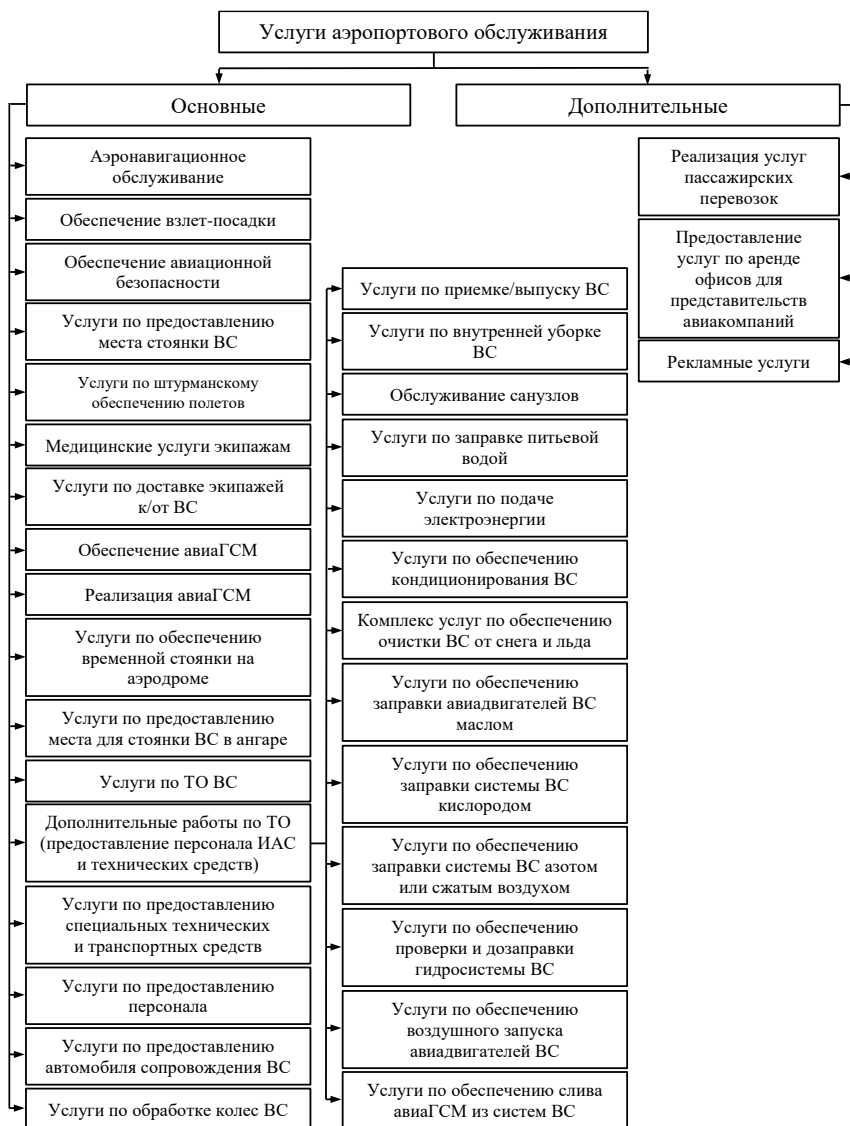 Услуги аэропортового обслуживания
Основные
Дополнительные
Аэронавигационное
обслуживание
Обеспечение взлет-посадки
Обеспечение авиационной
безопасности
Услуги по предоставлению
места стоянки ВС
Услуги по штурманскому
обеспечению полетов
Медицинские услуги экипажам
Услуги по доставке экипажей
к/от ВС
Обеспечение авиаГСМ
Реализация авиаГСМ
Услуги по обеспечению
временной стоянки на
аэродроме
Услуги по предоставлению
места для стоянки ВС в ангаре
Услуги по ТО ВС
Дополнительные работы по ТО
(предоставление персонала ИАС
и технических средств)
Услуги по предоставлению
специальных технических
и транспортных средств
Услуги по предоставлению
персонала
Услуги по предоставлению
автомобиля сопровождения ВС
Услуги по обработке колес ВС
Услуги по приемке/выпуску ВС
Услуги по внутренней уборке
ВС
Обслуживание санузлов
Услуги по заправке питьевой
водой
Услуги по подаче
электроэнергии
Услуги по обеспечению
кондиционирования ВС
Комплекс услуг по обеспечению
очистки ВС от снега и льда
Услуги по обеспечению
заправки авиадвигателей ВС
маслом
Услуги по обеспечению
заправки системы ВС
кислородом
Услуги по обеспечению
заправки системы ВС азотом
или сжатым воздухом
Услуги по обеспечению
проверки и дозаправки
гидросистемы ВС
Услуги по обеспечению
воздушного запуска
авиадвигателей ВС
Услуги по обеспечению слива
авиаГСМ из систем ВС
Реализация услуг
пассажирских
перевозок
Предоставление
услуг по аренде
офисов для
представительств
авиакомпаний
Рекламные услуги